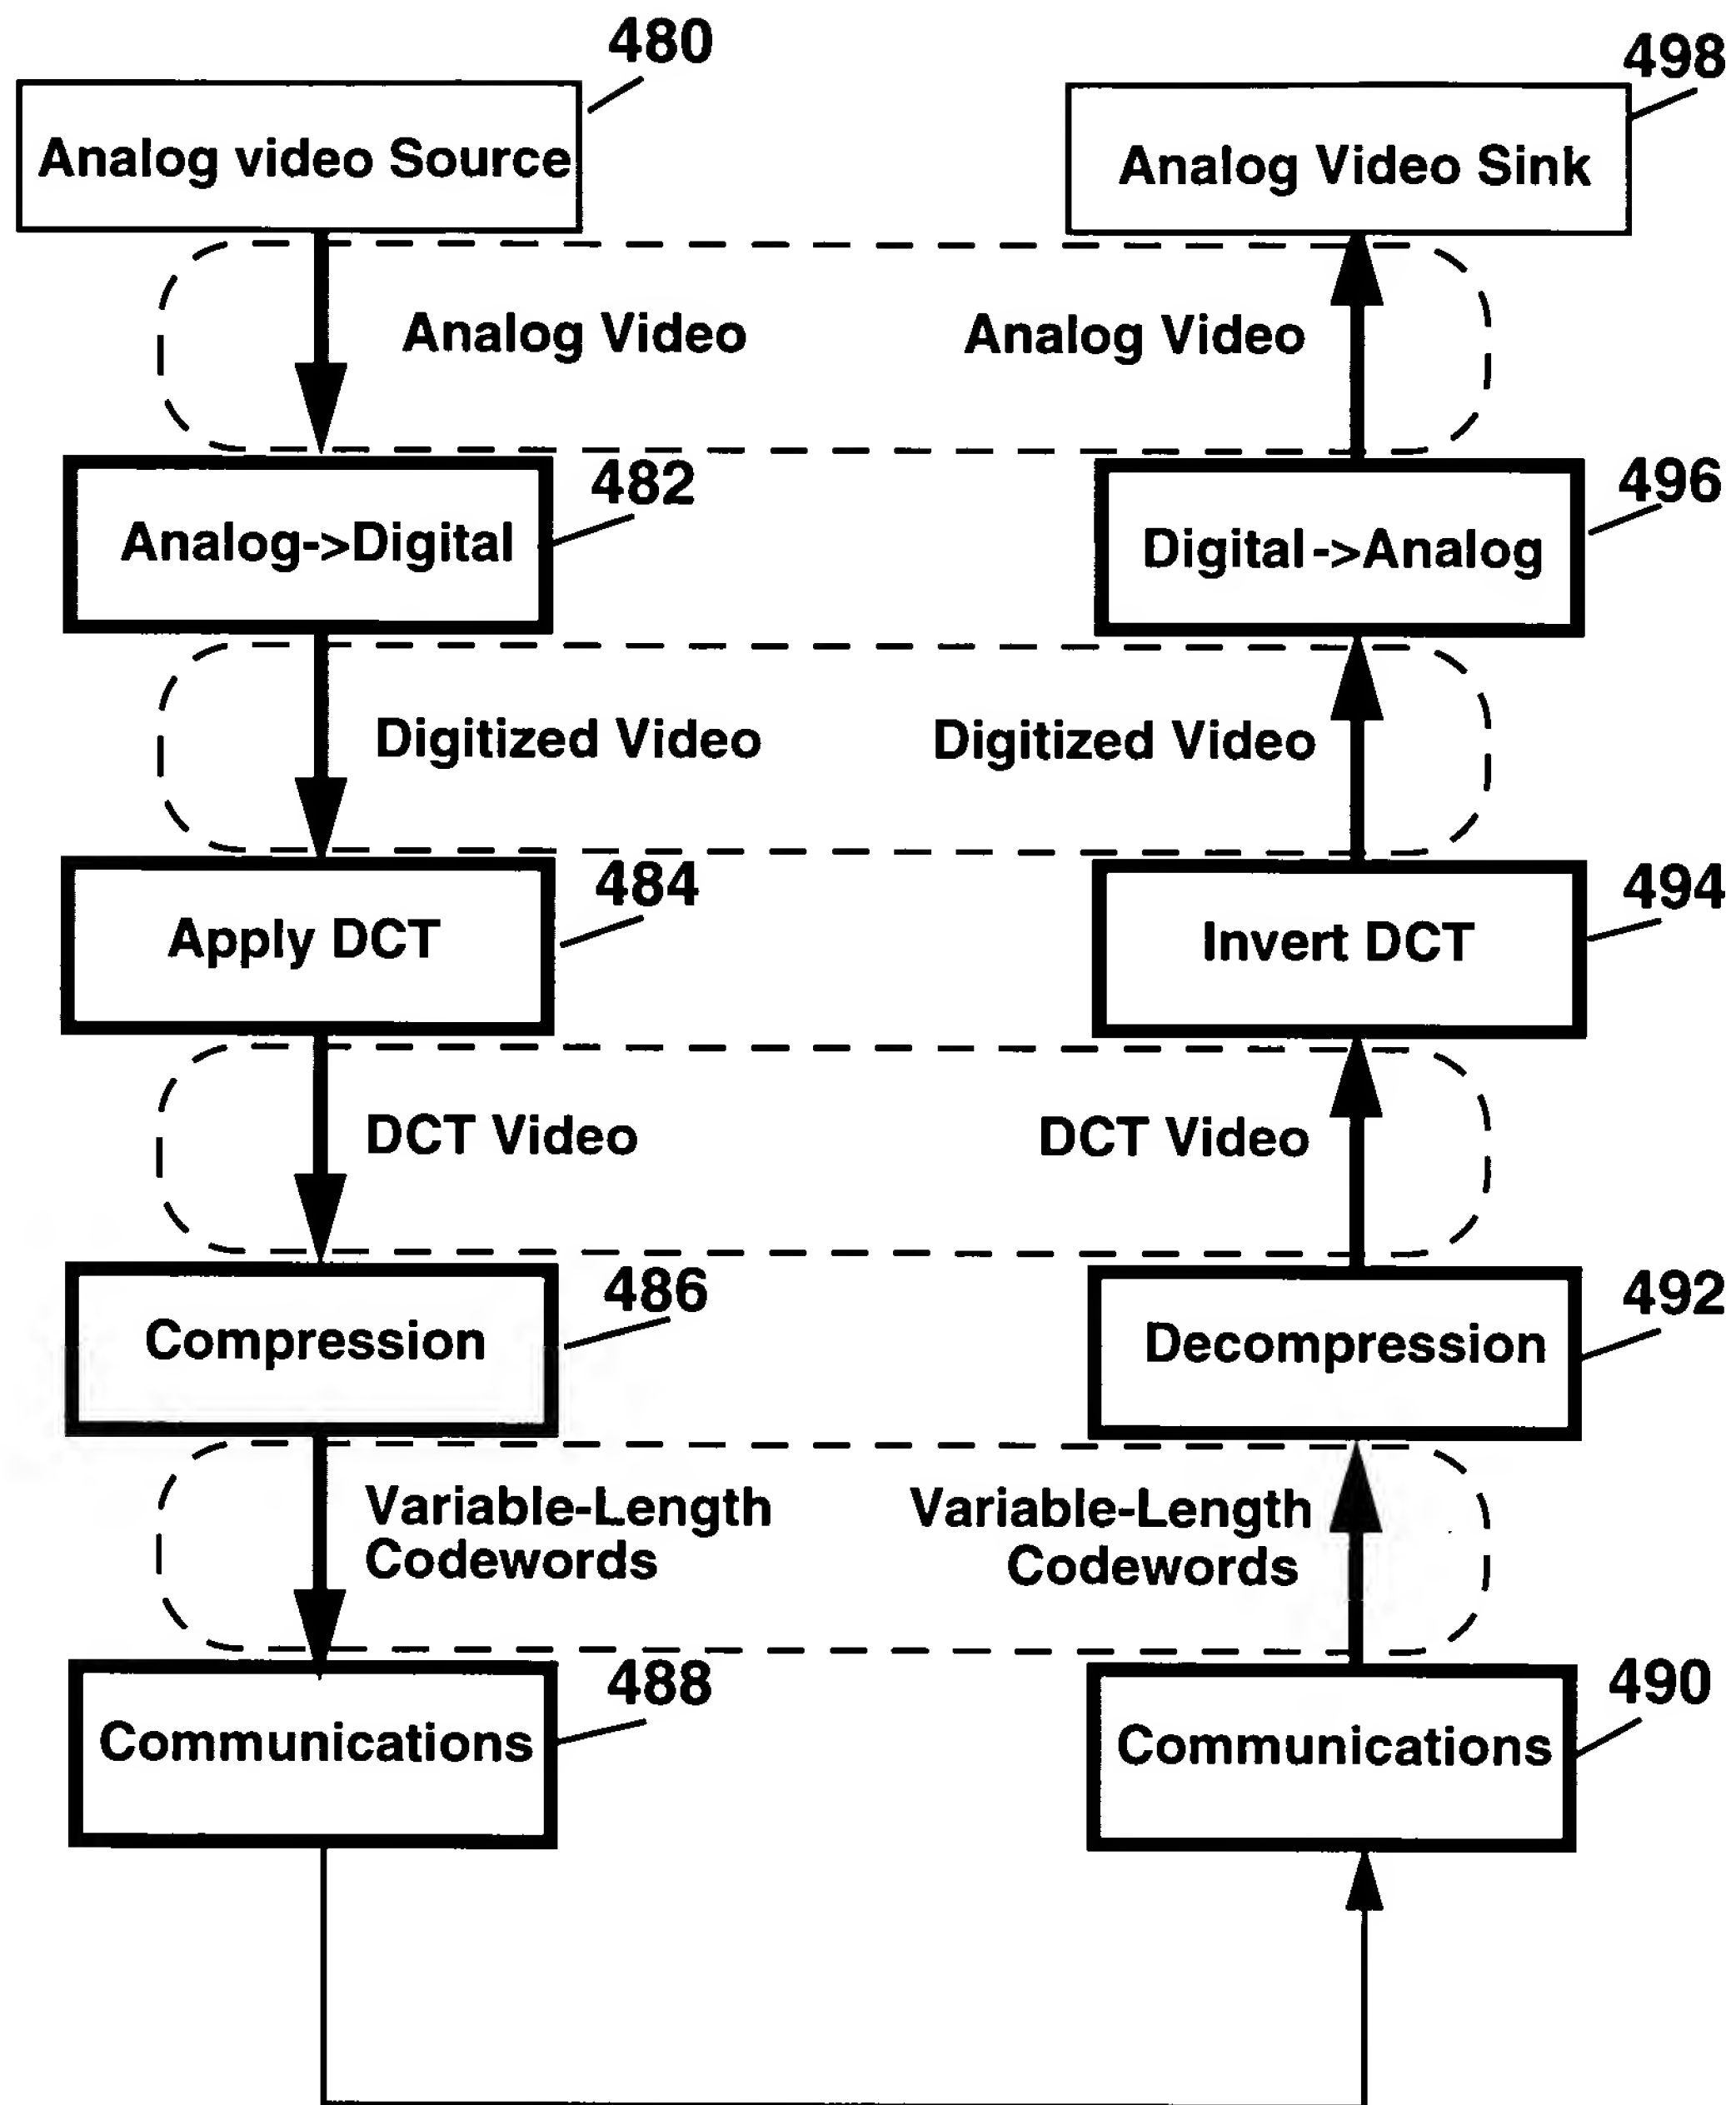 480
498
Analog video Source
Analog Video Sink
Analog Video
Analog Video
482
496
Analog->Digital
Digital->Analog
Digitized Video
Digitized Video
484
494
Apply DCT
Invert DCT
DCT Video
DCT Video
486
492
Compression
Decompression
Variable-Length
Codewords
Variable-Length
Codewords
488
490
Communications
Communications